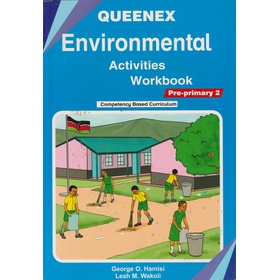 QUEENEX
Environmental
Activities
Workbook
Pre-primary 2
Competency Based Curriculum
George O. Hamisi
Leah M. Wakoli